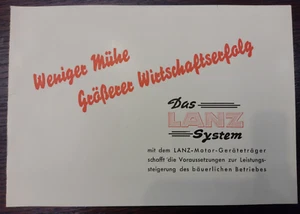 Weniger Mühe
Größerer Wirtschaftserfolg
Das
LANZ
System
mit dem LANZ-Motor-Geräteträger
schafft die Voraussetzungen zur Leistungs-
steigerung des bäuerlichen Betriebes